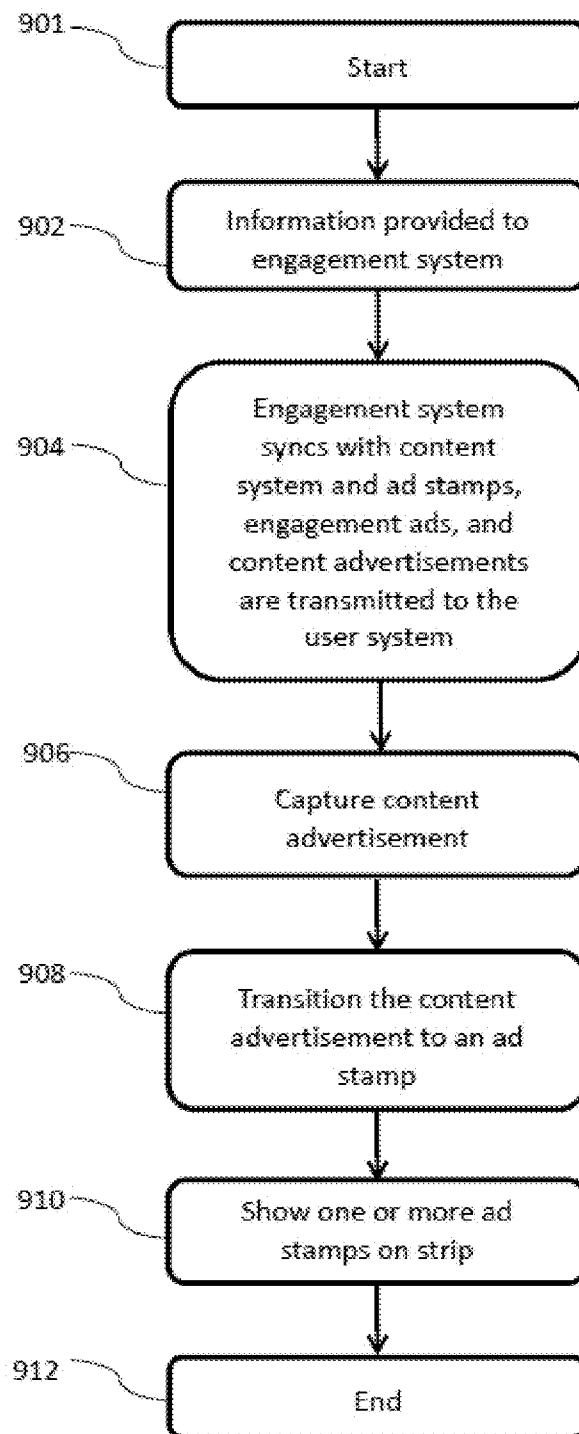 901
Start
902
Information provided to
engagement system
904
Engagement system
syncs with content
system and ad stamps,
engagement ads, and
content advertisements
are transmitted to the
user system
906
Capture content
advertisement
908
Transition the content
advertisement to an ad
stamp
910
Show one or more ad
stamps on strip
912
End